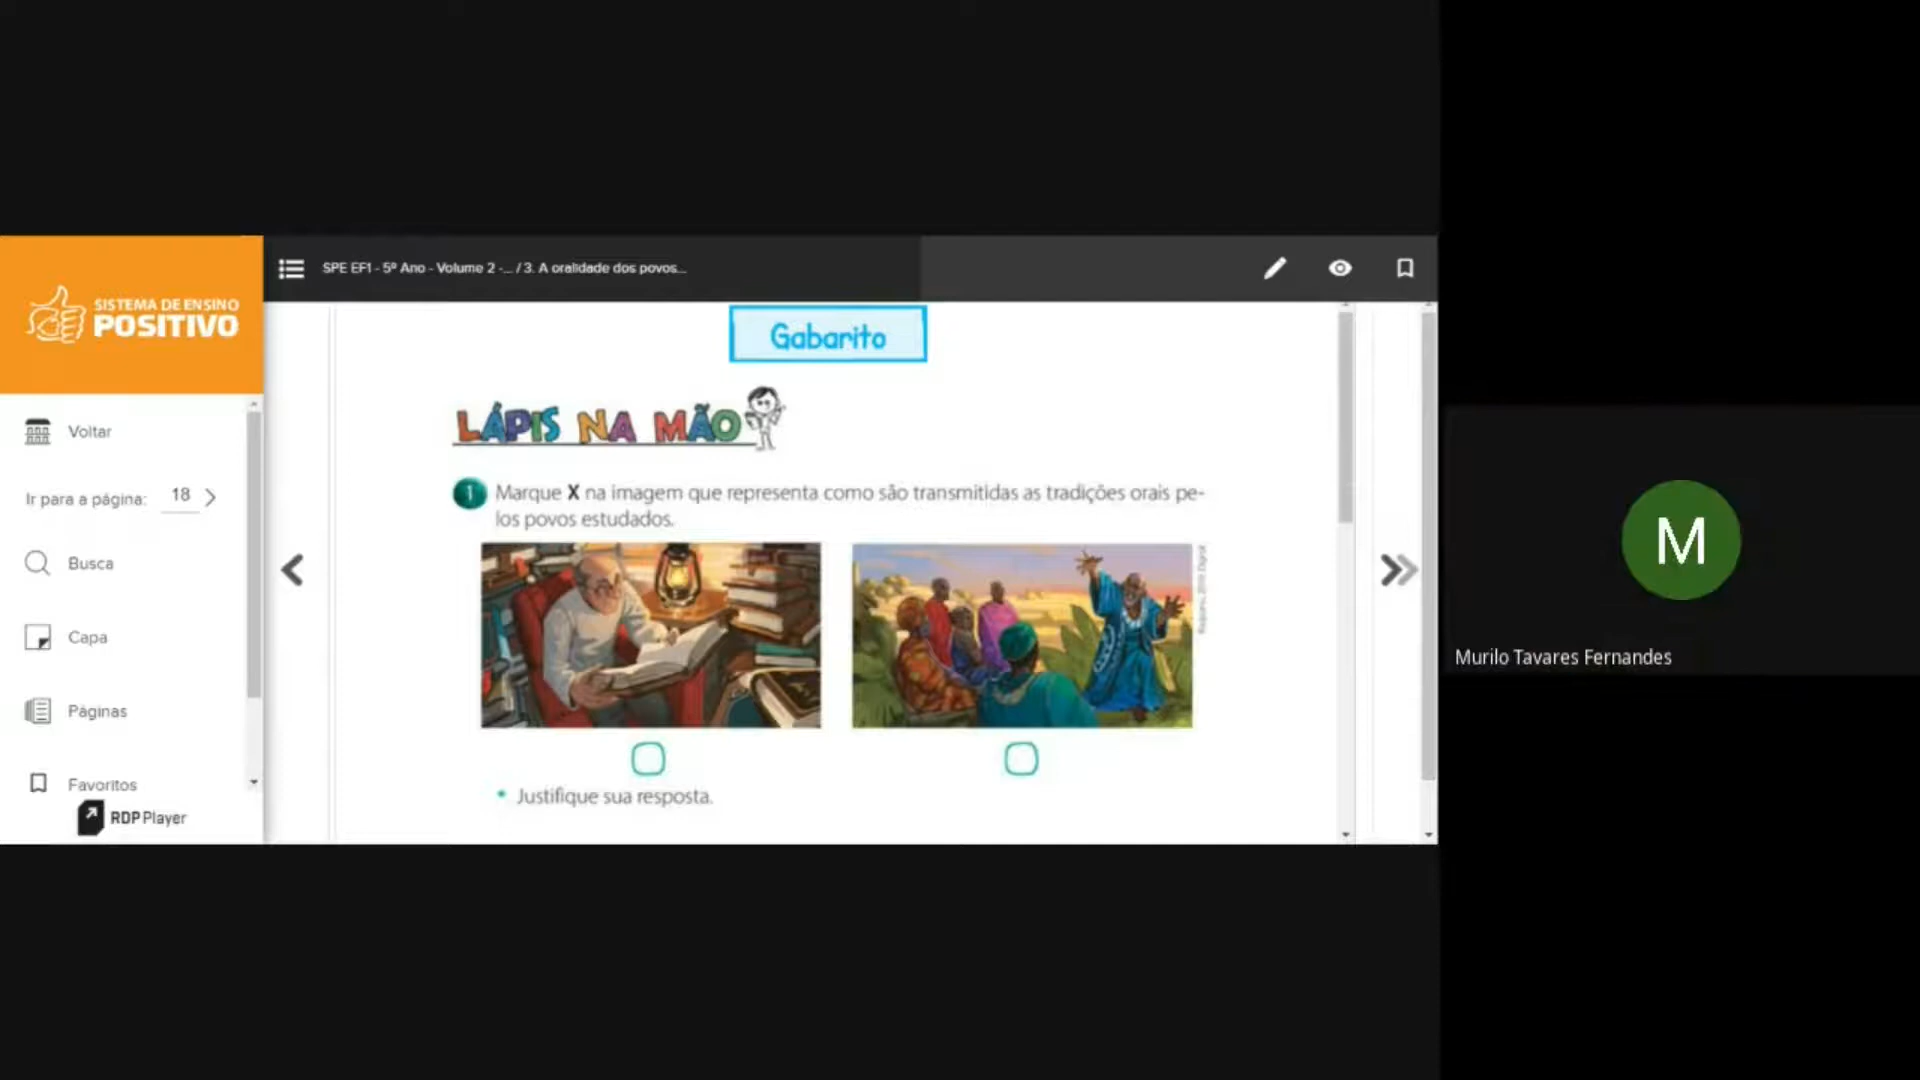 SISTEMA DE ENSINO
POSITIVO
Voltar
Ir para a página: 18
Busca
Capa
Páginas
Favoritos
RDP Player
SPE EF1 - 5º Ano - Volume 2 -... / 3. A oralidade dos povos...
Gabarito
LÁPIS NA MÃO
1 Marque X na imagem que representa como são transmitidas as tradições orais pe-
los povos estudados.
• Justifique sua resposta.
M
Murilo Tavares Fernandes